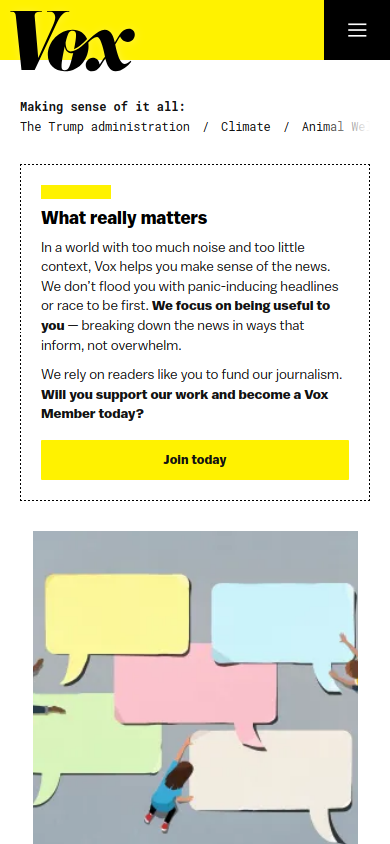 Vox
Making sense of it all:
The Trump administration / Climate / Animal We
What really matters
In a world with too much noise and too little
context, Vox helps you make sense of the news.
We don't flood you with panic-inducing headlines
or race to be first. We focus on being useful to
you — breaking down the news in ways that
inform, not overwhelm.
We rely on readers like you to fund our journalism.
Will you support our work and become a Vox
Member today?
Join today